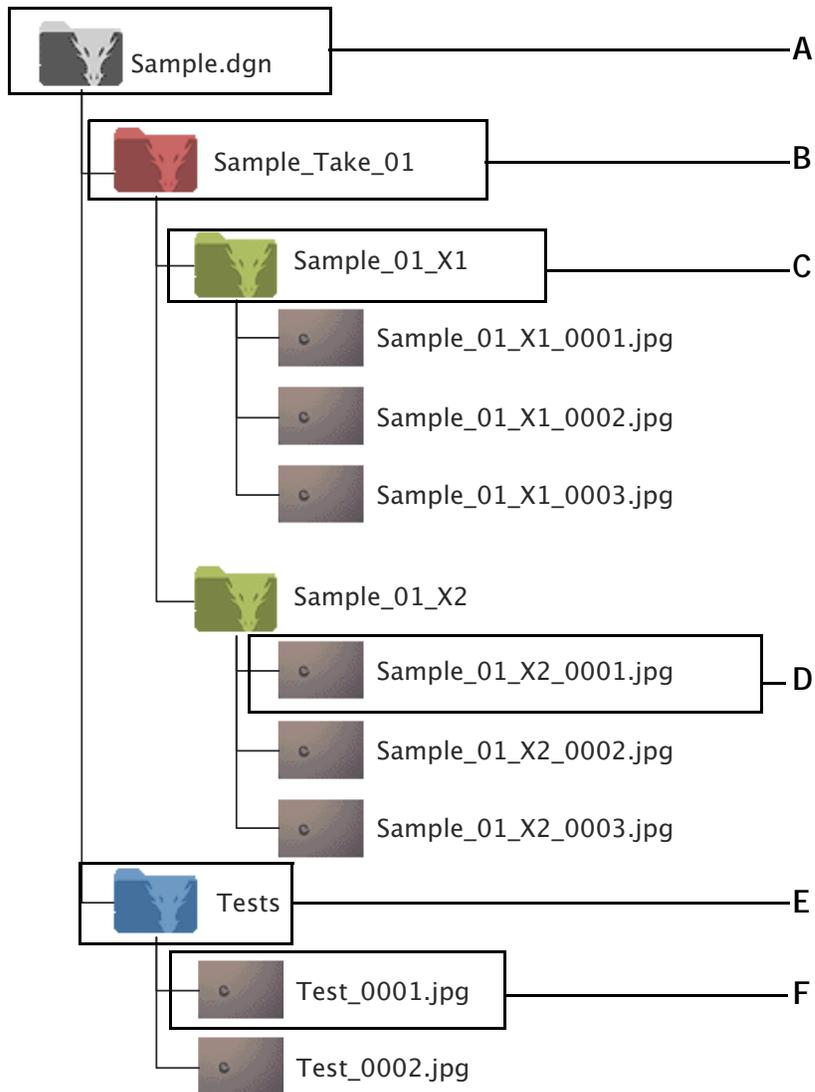 Sample.dgn A
Sample_Take_01 B
Sample_01_X1 C
Sample_01_X1_0001.jpg
Sample_01_X1_0002.jpg
Sample_01_X1_0003.jpg
Sample_01_X2
Sample_01_X2_0001.jpg D
Sample_01_X2_0002.jpg
Sample_01_X2_0003.jpg
Tests E
Test_0001.jpg F
Test_0002.jpg